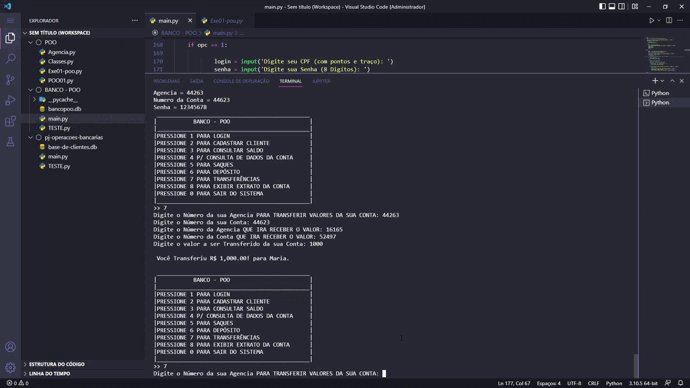 main.py - Sem título (Workspace) - Visual Studio Code [Administrador]
EXPLORADOR
main.py
Exe01-poo.py
SEM TÍTULO (WORKSPACE)
POO
Agencia.py
Classes.py
Exe01-poo.py
POO01.py
BANCO - POO
__pycache__
bancopoo.db
main.py
TESTE.py
pj-operacoes-bancarias
base-de-clientes.db
main.py
TESTE.py
ESTRUTURA DO CÓDIGO
LINHA DO TEMPO
BANCO - POO > main.py > ...
168 if opc == 1:
169
170 login = input('Digite seu CPF (com pontos e traço): ')
171 senha = input('Digite sua Senha (8 Digitos): ')
PROBLEMAS SAÍDA CONSOLE DE DEPURAÇÃO TERMINAL JUPYTER
Python
Python
Agencia = 44263
Numero da Conta = 44623
Senha = 12345678
BANCO - POO
PRESSIONE 1 PARA LOGIN
PRESSIONE 2 PARA CADASTRAR CLIENTE
PRESSIONE 3 PARA CONSULTAR SALDO
PRESSIONE 4 P/ CONSULTA DE DADOS DA CONTA
PRESSIONE 5 PARA SAQUES
PRESSIONE 6 PARA DEPÓSITO
PRESSIONE 7 PARA TRANSFERÊNCIAS
PRESSIONE 8 PARA EXIBIR EXTRATO DA CONTA
PRESSIONE 0 PARA SAIR DO SISTEMA
>> 7
Digite o Número da sua Agencia PARA TRANSFERIR VALORES DA SUA CONTA: 44263
Digite o Número da sua Conta: 44623
Digite o Número da Agencia QUE IRA RECEBER O VALOR: 16165
Digite o Número da Conta QUE IRA RECEBER O VALOR: 52497
Digite o valor a ser Transferido da sua Conta: 1000
Você Transferiu R$ 1,000.00! para Maria.
BANCO - POO
PRESSIONE 1 PARA LOGIN
PRESSIONE 2 PARA CADASTRAR CLIENTE
PRESSIONE 3 PARA CONSULTAR SALDO
PRESSIONE 4 P/ CONSULTA DE DADOS DA CONTA
PRESSIONE 5 PARA SAQUES
PRESSIONE 6 PARA DEPÓSITO
PRESSIONE 7 PARA TRANSFERÊNCIAS
PRESSIONE 8 PARA EXIBIR EXTRATO DA CONTA
PRESSIONE 0 PARA SAIR DO SISTEMA
>> 7
Digite o Número da sua Agencia PARA TRANSFERIR VALORES DA SUA CONTA:
0 0 Ln 177, Col 67 Espaços: 4 UTF-8 CRLF Python 3.10.5 64-bit